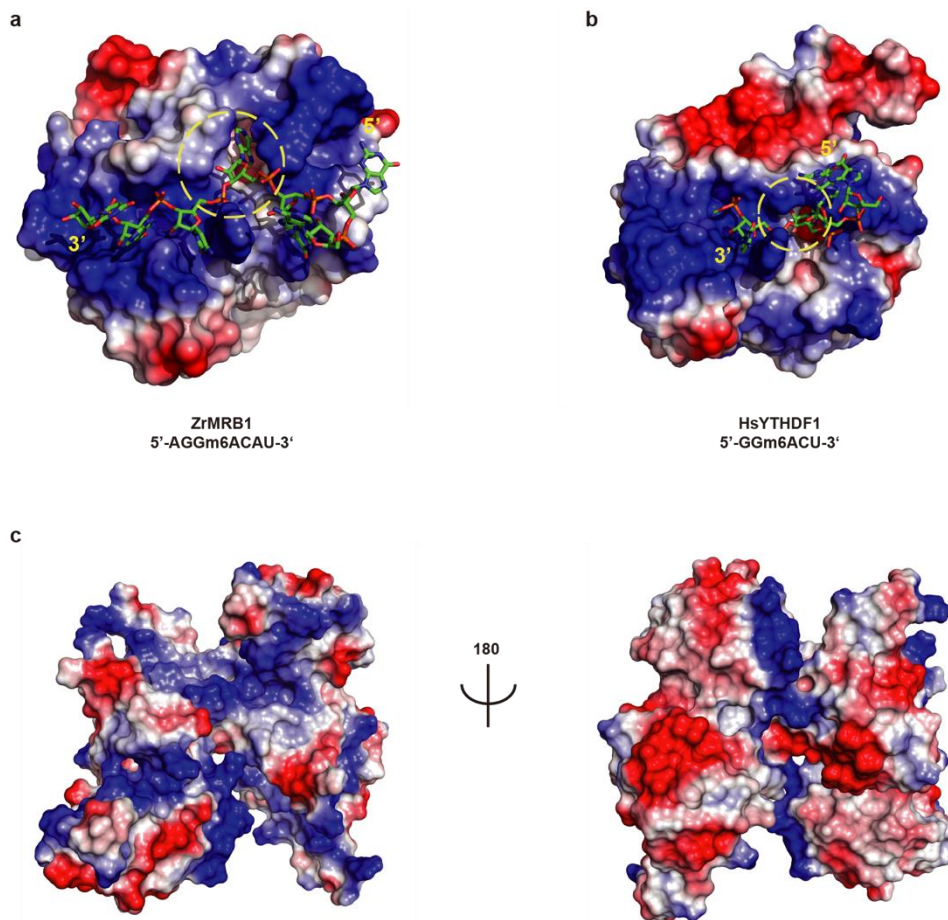 a
b
5'
3'
5'
3'
ZrMRB1
5'-AGGm6ACAU-3‘
HsYTHDF1
5'-GGm6ACU-3‘
c
180